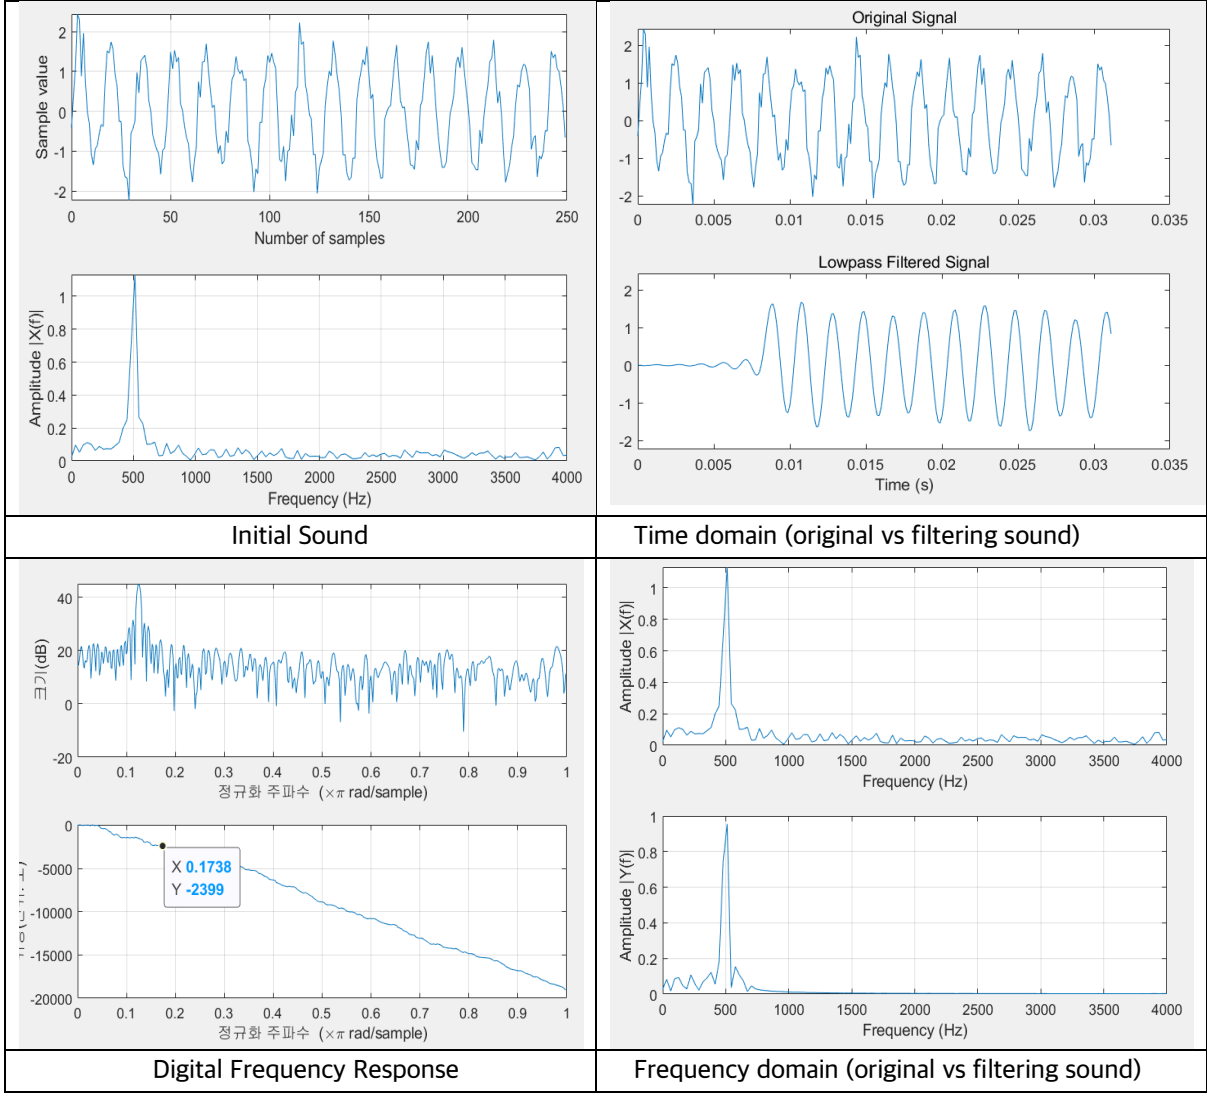 2
1
0
-1
-2
Sample value
0 50 100 150 200 250
Number of samples
1
0.8
0.6
0.4
0.2
0
Amplitude |X(f)|
0 500 1000 1500 2000 2500 3000 3500 4000
Frequency (Hz)
Original Signal
2
1
0
-1
-2
0 0.005 0.01 0.015 0.02 0.025 0.03 0.035
Lowpass Filtered Signal
2
1
0
-1
-2
0 0.005 0.01 0.015 0.02 0.025 0.03 0.035
Time (s)
Initial Sound
Time domain (original vs filtering sound)
40
20
0
-20
크기(dB)
0 0.1 0.2 0.3 0.4 0.5 0.6 0.7 0.8 0.9 1
정규화 주파수 (×π rad/sample)
0
-5000
-10000
-15000
-20000
X 0.1738
Y -2399
0 0.1 0.2 0.3 0.4 0.5 0.6 0.7 0.8 0.9 1
정규화 주파수 (×π rad/sample)
1
0.8
0.6
0.4
0.2
0
Amplitude |X(f)|
0 500 1000 1500 2000 2500 3000 3500 4000
Frequency (Hz)
1
0.8
0.6
0.4
0.2
0
Amplitude |Y(f)|
0 500 1000 1500 2000 2500 3000 3500 4000
Frequency (Hz)
Digital Frequency Response
Frequency domain (original vs filtering sound)